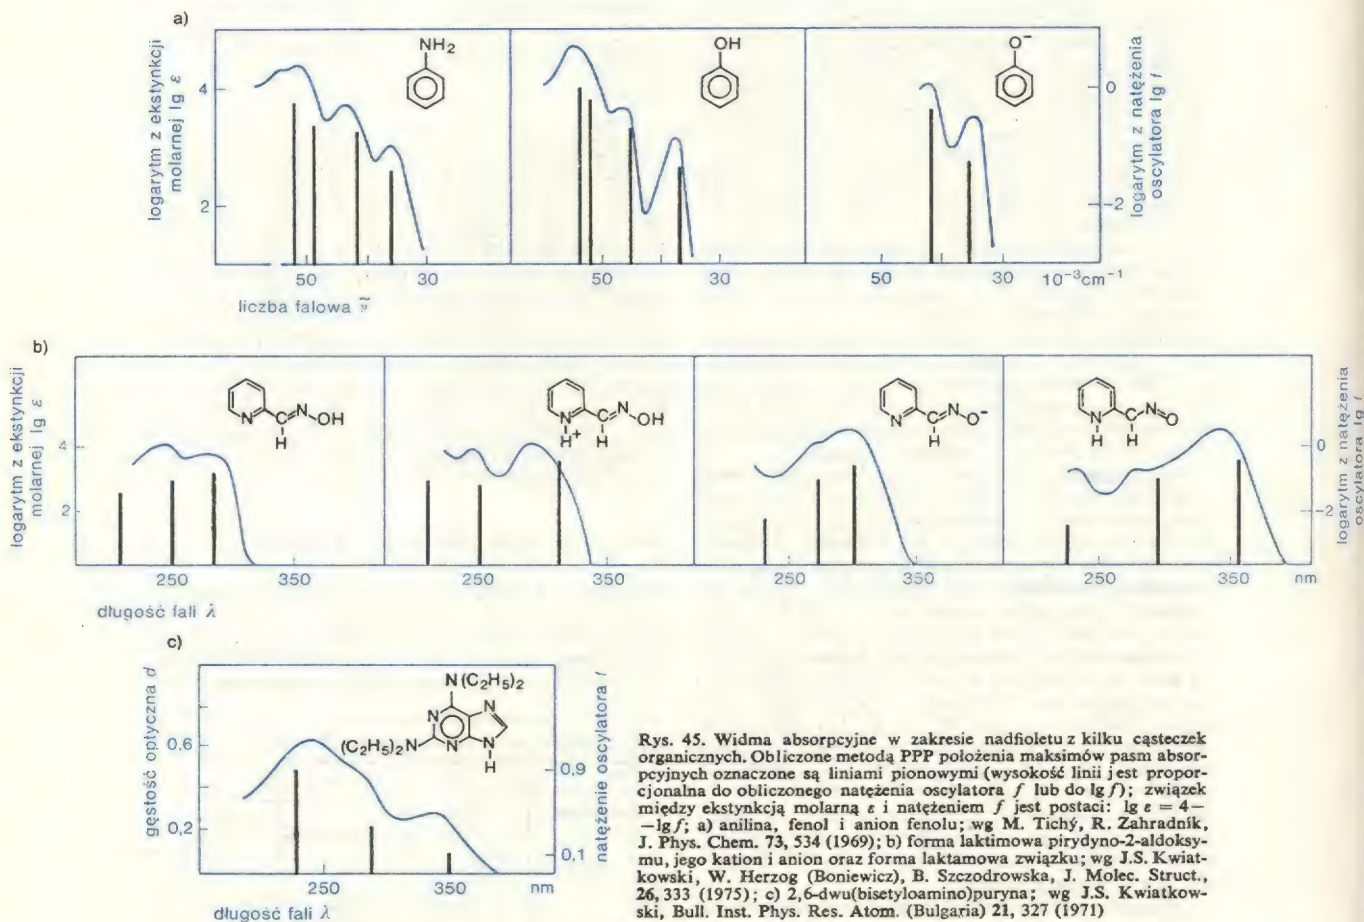 a)
logarytm z ekstynkcji
molarnej lg ε
4
2
NH₂
OH
O⁻
0
−2
logarytm z natężenia
oscylatora lg f
50
30
50
30
50
30
10⁻³cm⁻¹
liczba falowa ν̃
b)
logarytm z ekstynkcji
molarnej lg ε
4
2
N
C
H
N
OH
N
H⁺
C
H
N
OH
N
C
H
N
O⁻
N
H
C
H
N
O
0
−2
logarytm z natężenia
oscylatora lg f
250
350
250
350
250
350
250
350
nm
długość fali λ
c)
gęstość optyczna d
0,6
0,2
N(C₂H₅)₂
N
N
(C₂H₅)₂N
N
N
H
0,9
0,1
natężenie oscylatora f
250
350
nm
długość fali λ
Rys. 45. Widma absorpcyjne w zakresie nadfioletu z kilku cąsteczek
organicznych. Obliczone metodą PPP położenia maksimów pasm absor-
pcyjnych oznaczone są liniami pionowymi (wysokość linii jest propor-
cjonalna do obliczonego natężenia oscylatora f lub do lg f); związek
między ekstynkcją molarną ε i natężeniem f jest postaci: lg ε = 4−
−lg f; a) anilina, fenol i anion fenolu; wg M. Tichý, R. Zahradník,
J. Phys. Chem. 73, 534 (1969); b) forma laktimowa pirydyno-2-aldoksy-
mu, jego kation i anion oraz forma laktamowa związku; wg J.S. Kwiat-
kowski, W. Herzog (Boniewicz), B. Szczodrowska, J. Molec. Struct.,
26, 333 (1975); c) 2,6-dwu(bisetyloamino)puryna; wg J.S. Kwiatkow-
ski, Bull. Inst. Phys. Res. Atom. (Bulgaria) 21, 327 (1971)